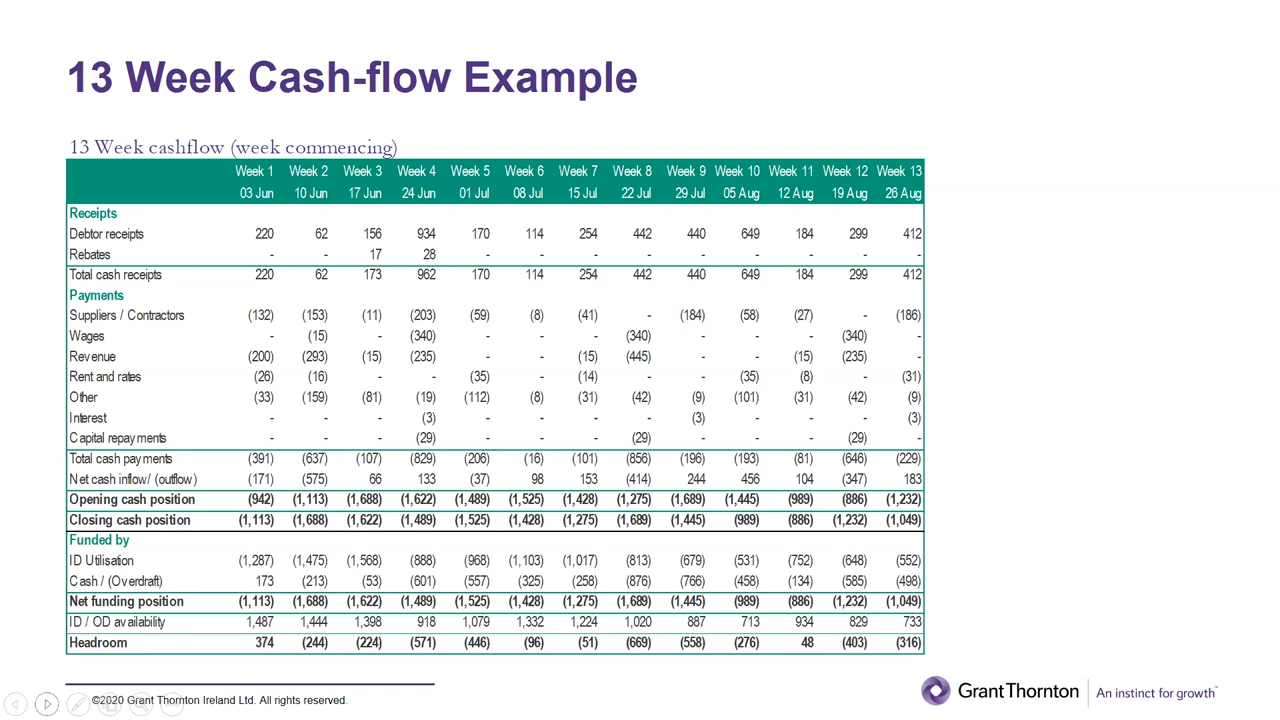 13 Week Cash-flow Example
13 Week cashflow (week commencing)
Week 1 Week 2 Week 3 Week 4 Week 5 Week 6 Week 7 Week 8 Week 9 Week 10 Week 11 Week 12 Week 13
03 Jun 10 Jun 17 Jun 24 Jun 01 Jul 08 Jul 15 Jul 22 Jul 29 Jul 05 Aug 12 Aug 19 Aug 26 Aug
Receipts
Debtor receipts 220 62 156 934 170 114 254 442 440 649 184 299 412
Rebates - - 17 28 - - - - - - - - -
Total cash receipts 220 62 173 962 170 114 254 442 440 649 184 299 412
Payments
Suppliers / Contractors (132) (153) (11) (203) (59) (8) (41) - (184) (58) (27) - (186)
Wages - (15) - (340) - - - (340) - - - (340) -
Revenue (200) (293) (15) (235) - - (15) (445) - - (15) (235) -
Rent and rates (26) (16) - - (35) - (14) - - (35) (8) - (31)
Other (33) (159) (81) (19) (112) (8) (31) (42) (9) (101) (31) (42) (9)
Interest - - - (3) - - - - (3) - - - (3)
Capital repayments - - - (29) - - - (29) - - - (29) -
Total cash payments (391) (637) (107) (829) (206) (16) (101) (856) (196) (193) (81) (646) (229)
Net cash inflow/ (outflow) (171) (575) 66 133 (37) 98 153 (414) 244 456 104 (347) 183
Opening cash position (942) (1,113) (1,688) (1,622) (1,489) (1,525) (1,428) (1,275) (1,689) (1,445) (989) (886) (1,232)
Closing cash position (1,113) (1,688) (1,622) (1,489) (1,525) (1,428) (1,275) (1,689) (1,445) (989) (886) (1,232) (1,049)
Funded by
ID Utilisation (1,287) (1,475) (1,568) (888) (968) (1,103) (1,017) (813) (679) (531) (752) (648) (552)
Cash / (Overdraft) 173 (213) (53) (601) (557) (325) (258) (876) (766) (458) (134) (585) (498)
Net funding position (1,113) (1,688) (1,622) (1,489) (1,525) (1,428) (1,275) (1,689) (1,445) (989) (886) (1,232) (1,049)
ID / OD availability 1,487 1,444 1,398 918 1,079 1,332 1,224 1,020 887 713 934 829 733
Headroom 374 (244) (224) (571) (446) (96) (51) (669) (558) (276) 48 (403) (316)
©2020 Grant Thornton Ireland Ltd. All rights reserved.
Grant Thornton
An instinct for growth™